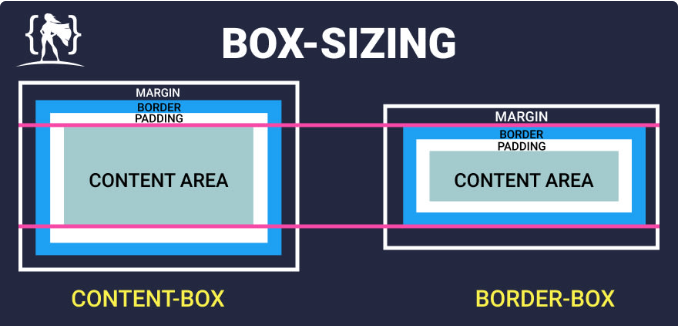 BOX-SIZING
MARGIN
BORDER
PADDING
CONTENT AREA
CONTENT-BOX
MARGIN
BORDER
PADDING
CONTENT AREA
BORDER-BOX